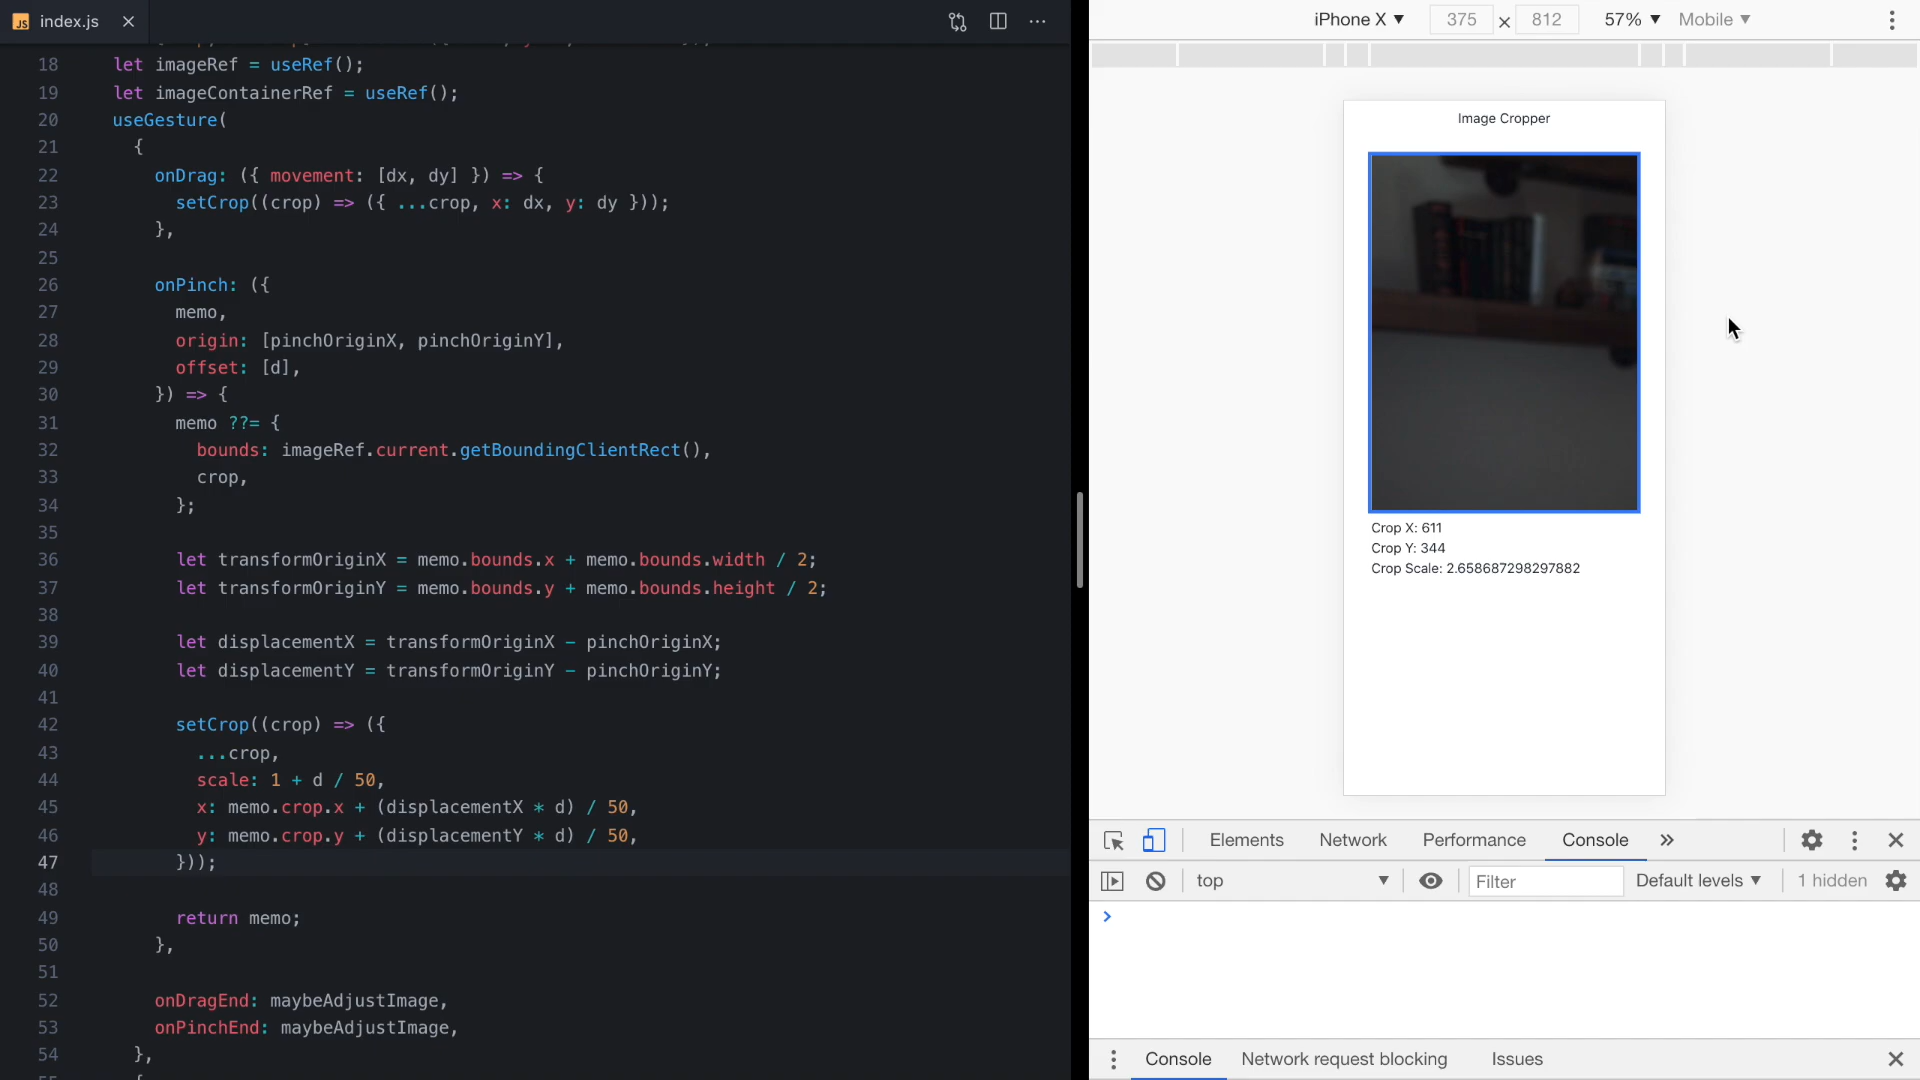 JS index.js
18 let imageRef = useRef();
19 let imageContainerRef = useRef();
20 useGesture(
21 {
22 onDrag: ({ movement: [dx, dy] }) => {
23 setCrop((crop) => ({ ...crop, x: dx, y: dy }));
24 },
25
26 onPinch: ({
27 memo,
28 origin: [pinchOriginX, pinchOriginY],
29 offset: [d],
30 }) => {
31 memo ??= {
32 bounds: imageRef.current.getBoundingClientRect(),
33 crop,
34 };
35
36 let transformOriginX = memo.bounds.x + memo.bounds.width / 2;
37 let transformOriginY = memo.bounds.y + memo.bounds.height / 2;
38
39 let displacementX = transformOriginX - pinchOriginX;
40 let displacementY = transformOriginY - pinchOriginY;
41
42 setCrop((crop) => ({
43 ...crop,
44 scale: 1 + d / 50,
45 x: memo.crop.x + (displacementX * d) / 50,
46 y: memo.crop.y + (displacementY * d) / 50,
47 }));
48
49 return memo;
50 },
51
52 onDragEnd: maybeAdjustImage,
53 onPinchEnd: maybeAdjustImage,
54 },
iPhone X 375 x 812 57% Mobile
Image Cropper
Crop X: 611
Crop Y: 344
Crop Scale: 2.658687298297882
Elements Network Performance Console
top Filter Default levels 1 hidden
Console Network request blocking Issues